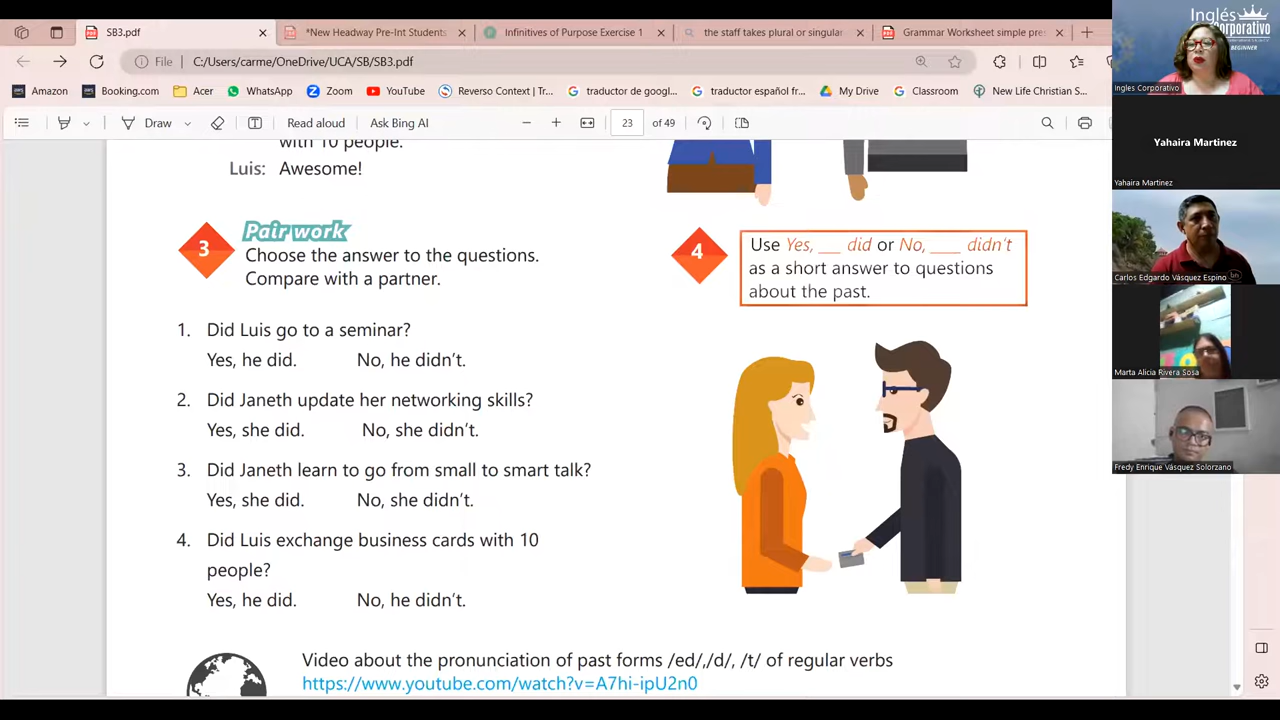 SB3.pdf
*New Headway Pre-Int Students
Infinitives of Purpose Exercise 1
the staff takes plural or singular
Grammar Worksheet simple pre
File
C:/Users/carme/OneDrive/UCA/SB/SB3.pdf
Amazon
Booking.com
Acer
WhatsApp
Zoom
YouTube
Reverso Context | Tr...
traductor de googl...
traductor español fr...
My Drive
Classroom
New Life Christian S...
Draw
Read aloud
Ask Bing AI
23
of 49
with 10 people.
Luis: Awesome!
3
Pair work
Choose the answer to the questions.
Compare with a partner.
1. Did Luis go to a seminar?
Yes, he did. No, he didn't.
2. Did Janeth update her networking skills?
Yes, she did. No, she didn't.
3. Did Janeth learn to go from small to smart talk?
Yes, she did. No, she didn't.
4. Did Luis exchange business cards with 10
people?
Yes, he did. No, he didn't.
4
Use Yes, __ did or No, ___ didn't
as a short answer to questions
about the past.
Video about the pronunciation of past forms /ed/,/d/, /t/ of regular verbs
https://www.youtube.com/watch?v=A7hi-ipU2n0
Inglés
Corporativo
BEGINNER
Ingles Corporativo
Yahaira Martinez
Yahaira Martinez
Carlos Edgardo Vásquez Espino
Marta Alicia Rivera Sosa
Fredy Enrique Vásquez Solorzano